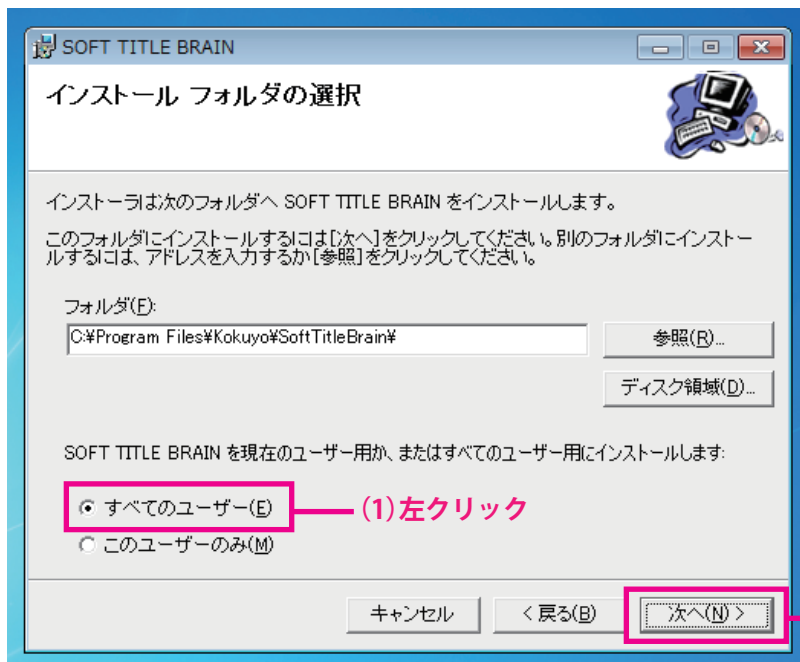 SOFT TITLE BRAIN
インストール フォルダの選択
インストーラは次のフォルダへ SOFT TITLE BRAIN をインストールします。
このフォルダにインストールするには[次へ]をクリックしてください。別のフォルダにインストー
ルするには、アドレスを入力するか[参照]をクリックしてください。
フォルダ(F):
C:¥Program Files¥Kokuyo¥SoftTitleBrain¥
参照(R)...
ディスク領域(D)...
SOFT TITLE BRAIN を現在のユーザー用か、またはすべてのユーザー用にインストールします:
すべてのユーザー(E)
(1)左クリック
このユーザーのみ(M)
キャンセル
< 戻る(B)
次へ(N) >